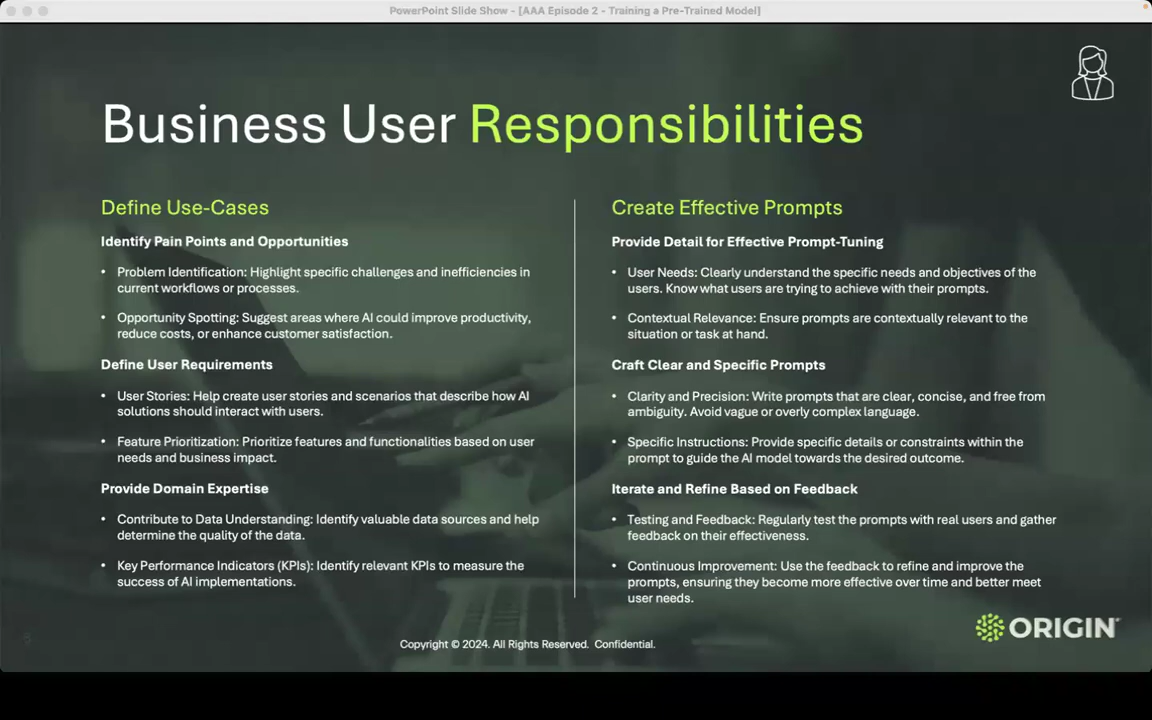 PowerPoint Slide Show - [AAA Episode 2 - Training a Pre-Trained Model]
Business User Responsibilities
Define Use-Cases
Identify Pain Points and Opportunities
• Problem Identification: Highlight specific challenges and inefficiencies in
current workflows or processes.
• Opportunity Spotting: Suggest areas where AI could improve productivity,
reduce costs, or enhance customer satisfaction.
Define User Requirements
• User Stories: Help create user stories and scenarios that describe how AI
solutions should interact with users.
• Feature Prioritization: Prioritize features and functionalities based on user
needs and business impact.
Provide Domain Expertise
• Contribute to Data Understanding: Identify valuable data sources and help
determine the quality of the data.
• Key Performance Indicators (KPIs): Identify relevant KPIs to measure the
success of AI implementations.
Create Effective Prompts
Provide Detail for Effective Prompt-Tuning
• User Needs: Clearly understand the specific needs and objectives of the
users. Know what users are trying to achieve with their prompts.
• Contextual Relevance: Ensure prompts are contextually relevant to the
situation or task at hand.
Craft Clear and Specific Prompts
• Clarity and Precision: Write prompts that are clear, concise, and free from
ambiguity. Avoid vague or overly complex language.
• Specific Instructions: Provide specific details or constraints within the
prompt to guide the AI model towards the desired outcome.
Iterate and Refine Based on Feedback
• Testing and Feedback: Regularly test the prompts with real users and gather
feedback on their effectiveness.
• Continuous Improvement: Use the feedback to refine and improve the
prompts, ensuring they become more effective over time and better meet
user needs.
Copyright © 2024. All Rights Reserved. Confidential.
ORIGIN